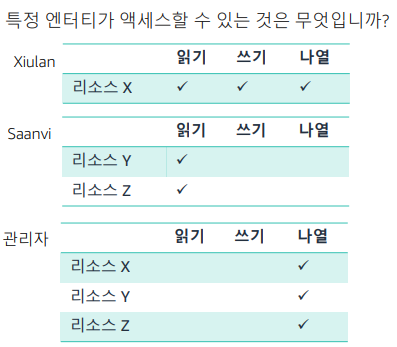 특정 엔터티가 액세스할 수 있는 것은 무엇입니까?
Xiulan
읽기 쓰기 나열
리소스 X ✓ ✓ ✓
Saanvi
읽기 쓰기 나열
리소스 Y ✓
리소스 Z ✓
관리자
읽기 쓰기 나열
리소스 X ✓
리소스 Y ✓
리소스 Z ✓